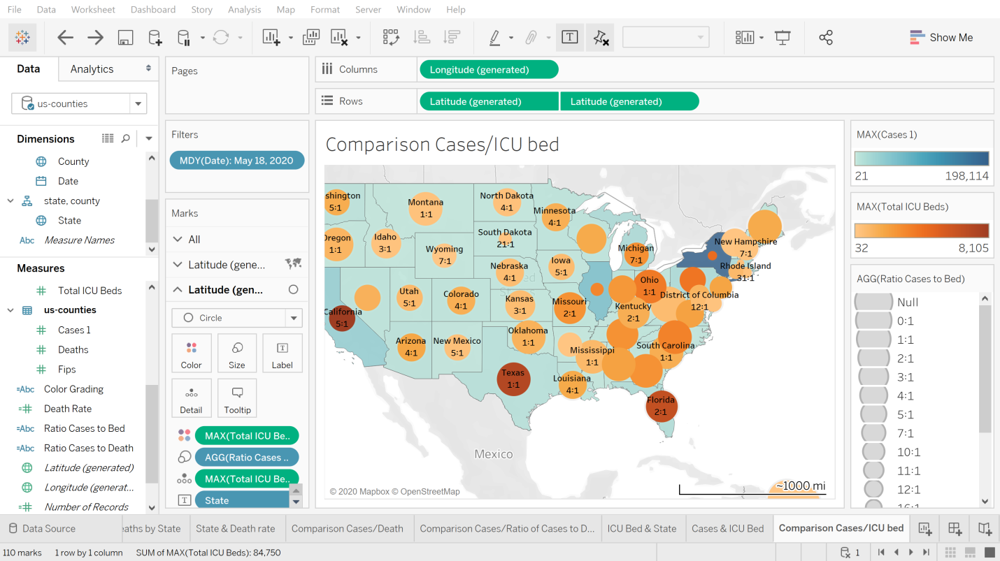 File Data Worksheet Dashboard Story Analysis Map Format Server Window Help
Show Me
Data
Analytics
us-counties
Dimensions
County
Date
state, county
State
Abc Measure Names
Measures
Total ICU Beds
us-counties
Cases 1
Deaths
Fips
=Abc Color Grading
Death Rate
=Abc Ratio Cases to Bed
=Abc Ratio Cases to Death
Latitude (generated)
Longitude (generat...
Number of Records
Pages
Filters
MDY(Date): May 18, 2020
Marks
All
Latitude (gene...
Latitude (gen...
Circle
Color
Size
Label
Detail
Tooltip
MAX(Total ICU Be..
AGG(Ratio Cases ..
MAX(Total ICU Be..
State
Columns
Longitude (generated)
Rows
Latitude (generated)
Latitude (generated)
Comparison Cases/ICU bed
shington
5:1
Montana
1:1
North Dakota
4:1
Minnesota
4:1
Oregon
1:1
Idaho
3:1
Wyoming
7:1
South Dakota
21:1
Michigan
7:1
New Hampshire
7:1
Nebraska
4:1
Iowa
5:1
Rhode Island
31:1
Utah
5:1
Colorado
4:1
Kansas
3:1
Missouri
2:1
Ohio
1:1
Kentucky
2:1
District of Columbia
12:1
California
5:1
Arizona
4:1
New Mexico
5:1
Oklahoma
1:1
Mississippi
1:1
South Carolina
1:1
Texas
1:1
Louisiana
4:1
Florida
2:1
Mexico
© 2020 Mapbox © OpenStreetMap
~1000 mi
MAX(Cases 1)
21
198,114
MAX(Total ICU Beds)
32
8,105
AGG(Ratio Cases to Bed)
Null
0:1
1:1
2:1
3:1
4:1
5:1
7:1
10:1
11:1
12:1
16:1
Data Source
eaths by State
State & Death rate
Comparison Cases/Death
Comparison Cases/Ratio of Cases to D...
ICU Bed & State
Cases & ICU Bed
Comparison Cases/ICU bed
110 marks
1 row by 1 column
SUM of MAX(Total ICU Beds): 84,750
1